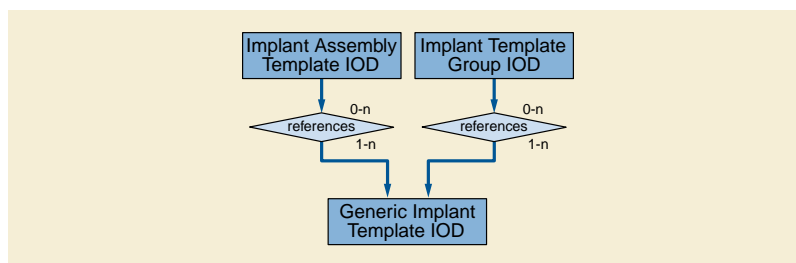 Implant Assembly
Template IOD
Implant Template
Group IOD
0-n
0-n
references
references
1-n
1-n
Generic Implant
Template IOD